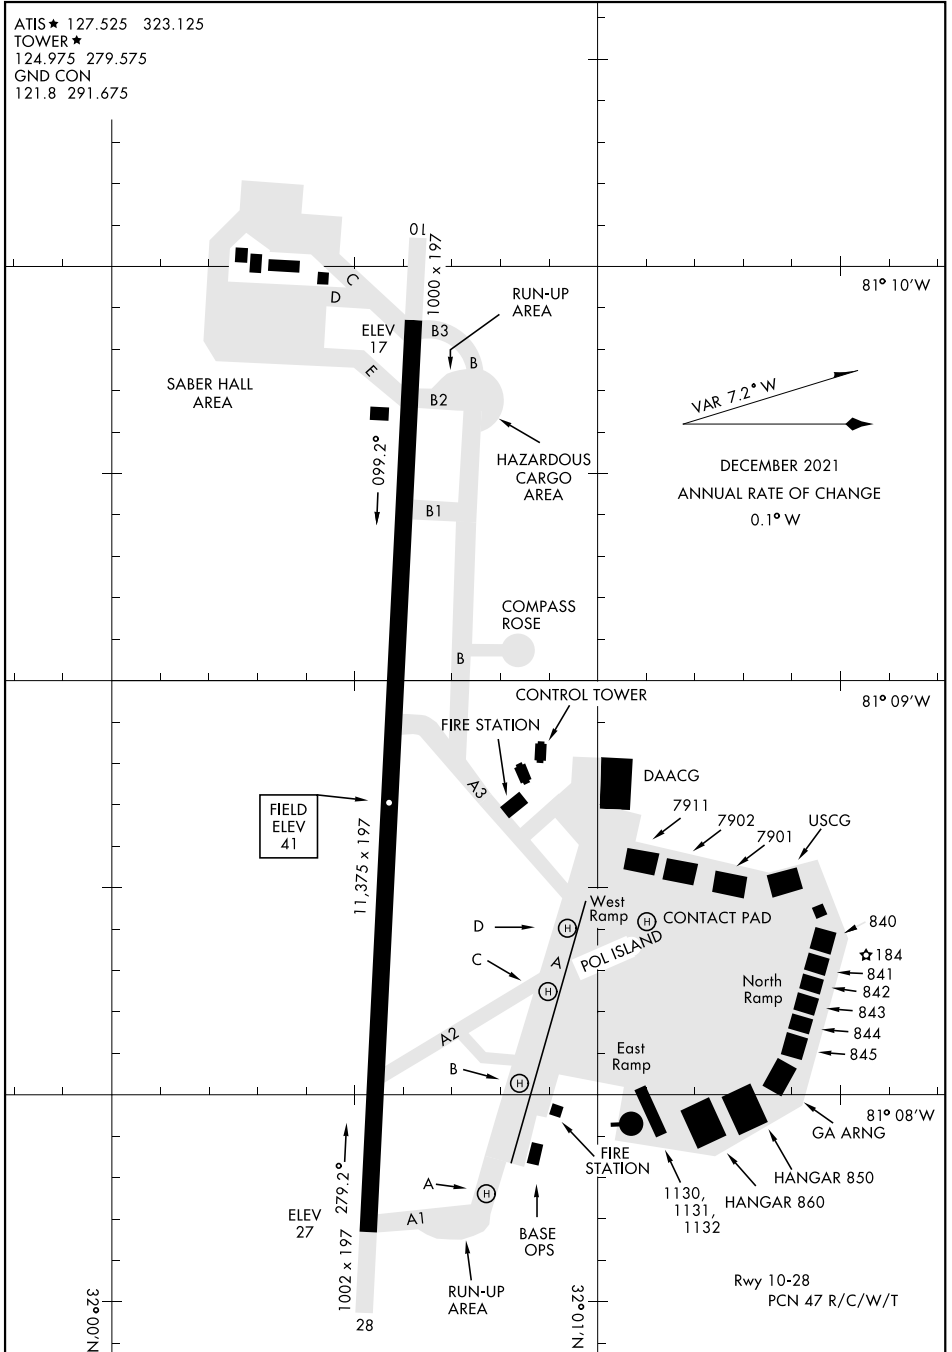 ATIS★ 127.525 323.125
TOWER★
124.975 279.575
GND CON
121.8 291.675
10
1000 x 197
81° 10'W
C
D
RUN-UP
AREA
ELEV
17
B3
B
E
B2
SABER HALL
AREA
VAR 7.2° W
DECEMBER 2021
ANNUAL RATE OF CHANGE
0.1° W
099.2°
HAZARDOUS
CARGO
AREA
B1
COMPASS
ROSE
B
81° 09'W
CONTROL TOWER
FIRE STATION
DAACG
A3
FIELD
ELEV
41
7911
7902
7901
USCG
11,375 x 197
West
Ramp
H
CONTACT PAD
D
H
840
POL ISLAND
A
C
H
☆184
841
North
Ramp
842
843
844
845
A2
East
Ramp
B
H
81° 08'W
GA ARNG
FIRE
STATION
279.2°
HANGAR 850
A
H
1130,
1131,
1132
HANGAR 860
ELEV
27
A1
BASE
OPS
1002 x 197
RUN-UP
AREA
Rwy 10-28
PCN 47 R/C/W/T
32°00'N
28
32°01'N